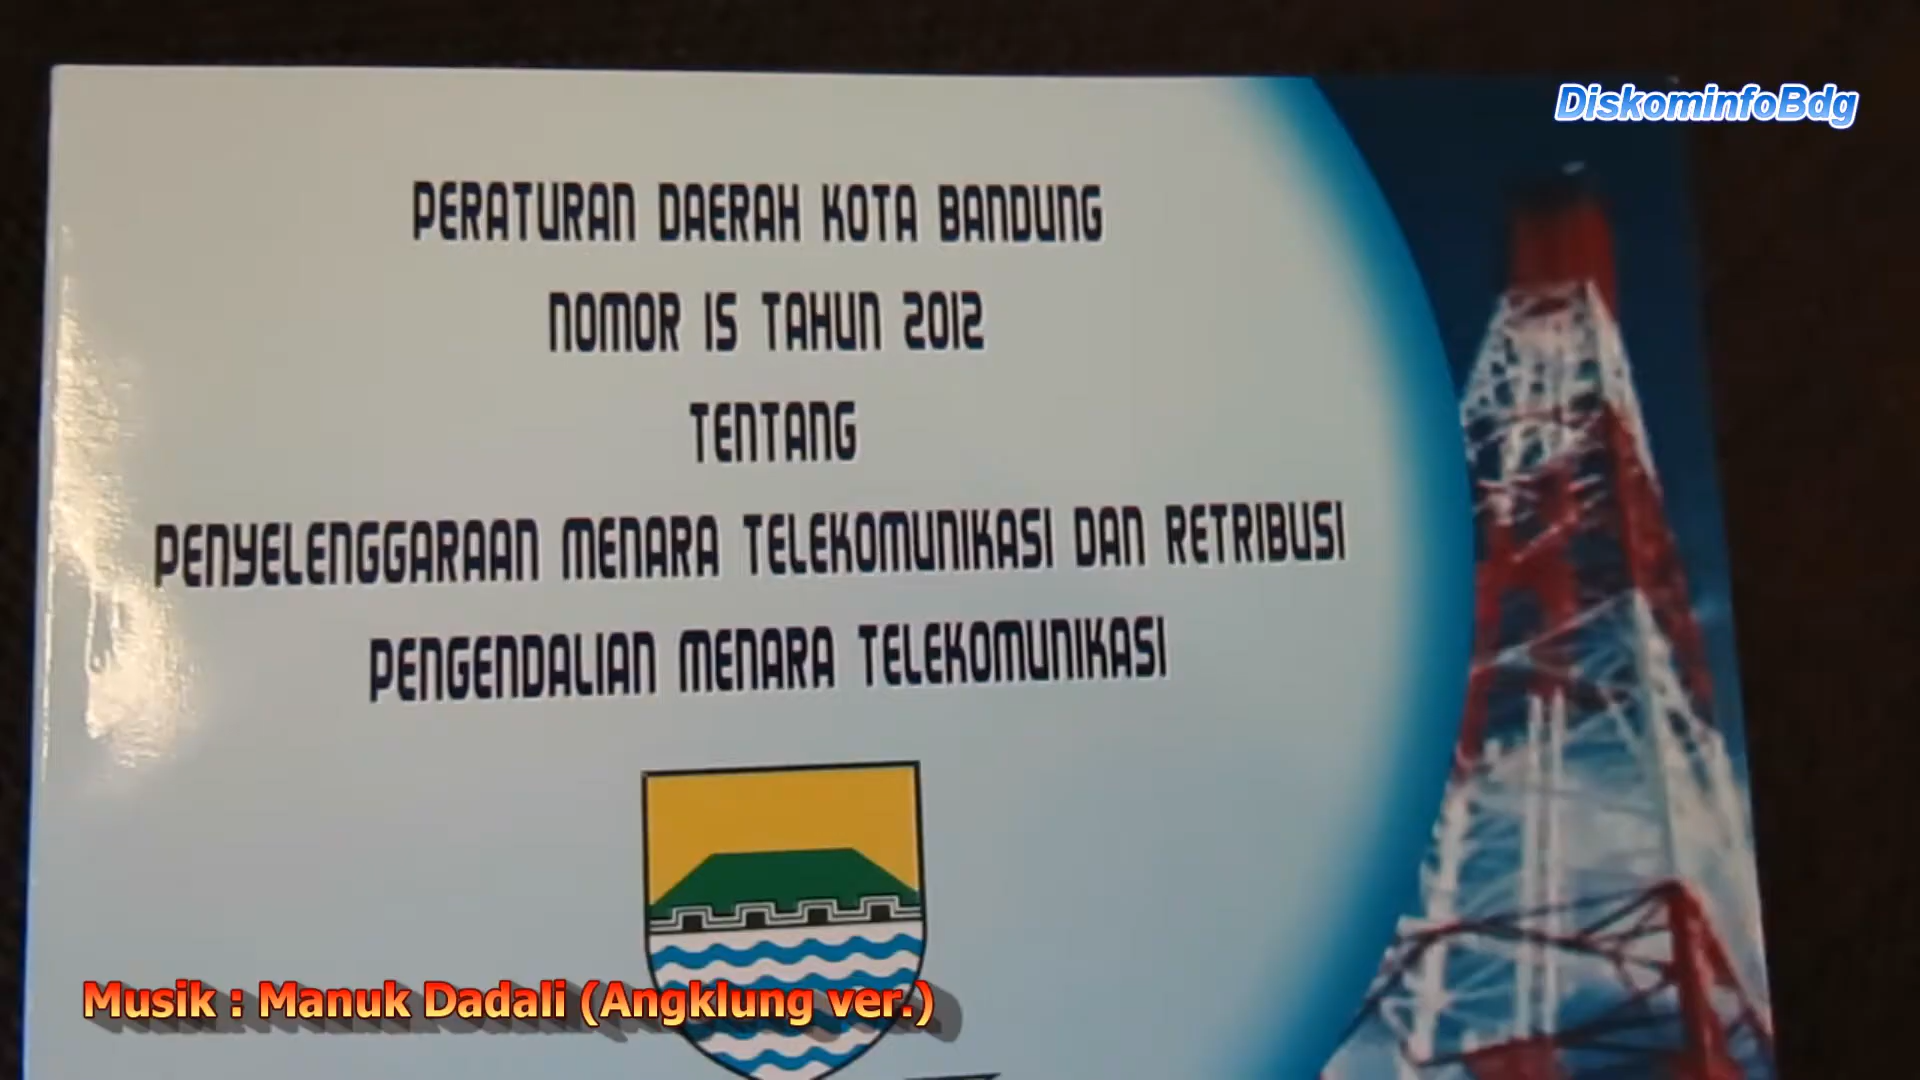 DiskominfoBdg
PERATURAN DAERAH KOTA BANDUNG
NOMOR 15 TAHUN 2012
TENTANG
PENYELENGGARAAN MENARA TELEKOMUNIKASI DAN RETRIBUSI
PENGENDALIAN MENARA TELEKOMUNIKASI
Musik : Manuk Dadali (Angklung ver.)